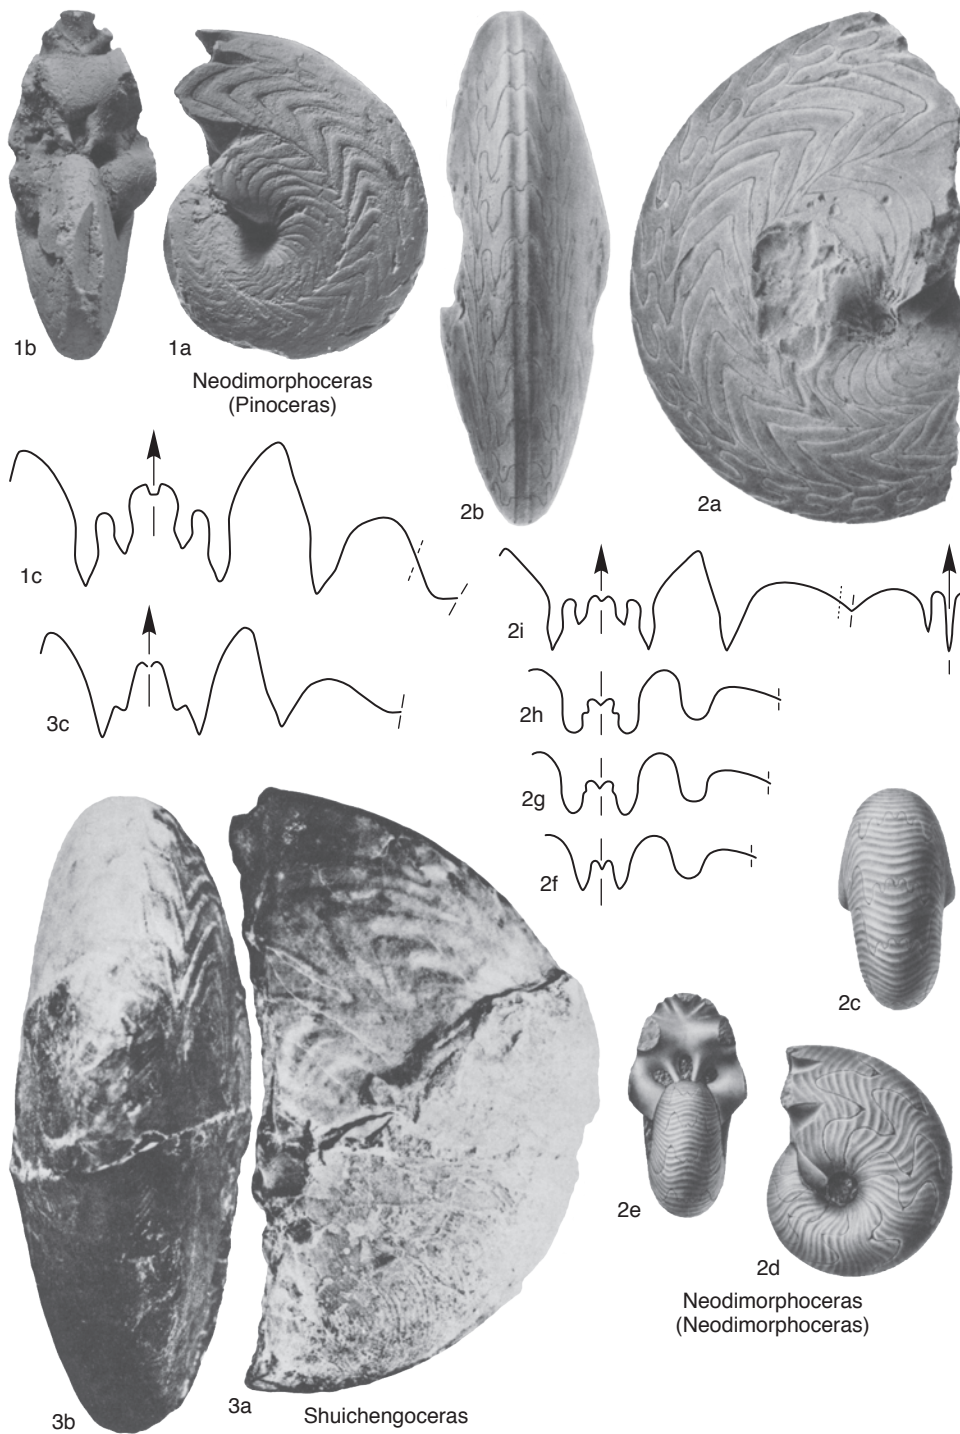 1b
1a
Neodimorphoceras
(Pinoceras)
2b
2a
1c
2i
3c
2h
2g
2f
2c
2e
2d
Neodimorphoceras
(Neodimorphoceras)
3b
3a
Shuichengoceras